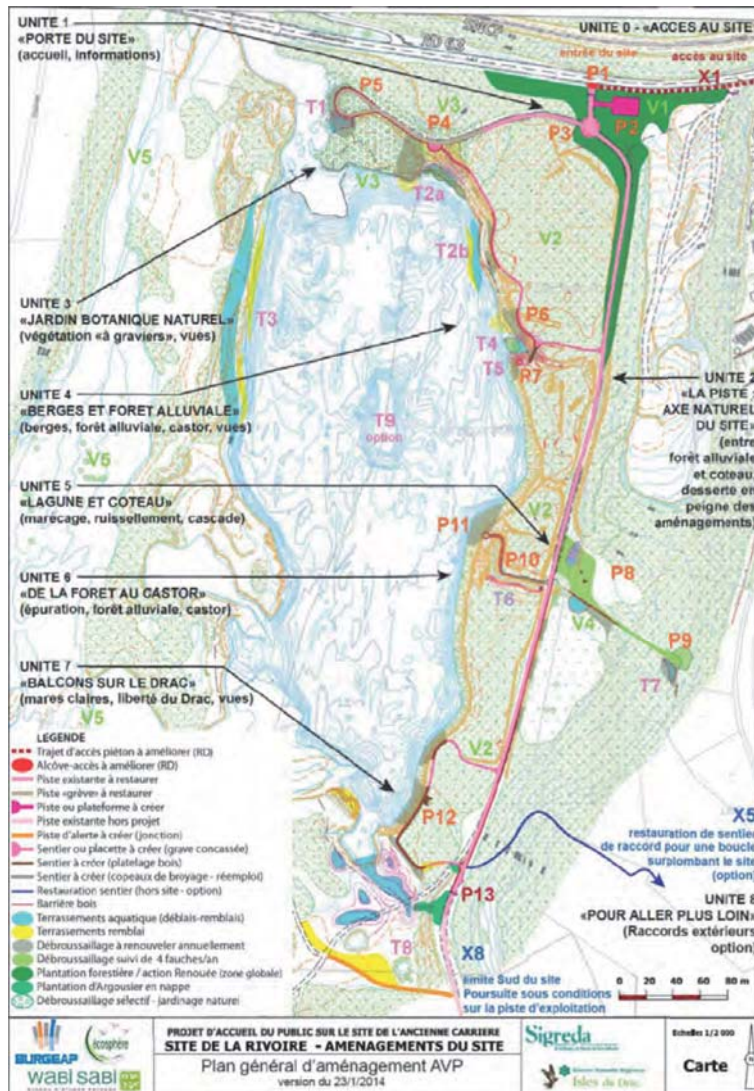 UNITE 1
«PORTE DU SITE»
(accueil, informations)
UNITE 0 - «ACCES AU SITE
SNCF
RD 63
entrée du site
accès au site
P1
X1
P5
T1
V3
P4
P3
P2
V1
V5
V3
T2a
V2
T2b
UNITE 3
«JARDIN BOTANIQUE NATUREL»
(végétation «à graviers», vues)
T3
P6
T4
T5
P7
UNITE 2
«LA PISTE :
AXE NATUREL
DU SITE»
(entre
forêt alluviale
et coteau,
desserte en
peigne des
aménagements)
UNITE 4
«BERGES ET FORET ALLUVIALE»
(berges, forêt alluviale, castor, vues)
T9
option
V5
UNITE 5
«LAGUNE ET COTEAU»
(marécage, ruissellement, cascade)
V2
P11
P10
P8
T6
V4
P9
T7
UNITE 6
«DE LA FORET AU CASTOR»
(épuration, forêt alluviale, castor)
UNITE 7
«BALCONS SUR LE DRAC»
(mares claires, liberté du Drac, vues)
V5
V2
P12
P13
T8
X8
X5
restauration de sentier
de raccord pour une boucle
surplombant le site
(option)
UNITE 8
«POUR ALLER PLUS LOIN»
(Raccords extérieurs
option)
LEGENDE
Trajet d'accès piéton à améliorer (RD)
Alcôve-accès à améliorer (RD)
Piste existante à restaurer
Piste «grève» à restaurer
Piste ou plateforme à créer
Piste existante hors projet
Piste d'alerte à créer (jonction)
Sentier ou placette à créer (grave concassée)
Sentier à créer (platelage bois)
Sentier à créer (copeaux de broyage - réemploi)
Restauration sentier (hors site - option)
Barrière bois
Terrassements aquatique (déblais-remblais)
Terrassements remblai
Débroussaillage à renouveler annuellement
Débroussaillage suivi de 4 fauches/an
Plantation forestière / action Renouée (zone globale)
Plantation d'Argousier en nappe
Débroussaillage sélectif - jardinage naturel
limite Sud du site
Poursuite sous conditions
sur la piste d'exploitation
0 20 40 60 80 m
BURGEAP
écosphère
wabi sabi
PROJET D'ACCUEIL DU PUBLIC SUR LE SITE DE L'ANCIENNE CARRIERE
SITE DE LA RIVOIRE - AMENAGEMENTS DU SITE
Plan général d'aménagement AVP
version du 23/1/2014
Sigreda
Réserve Naturelle Régionale
Isles du Drac
Echelles 1/2 000
Carte